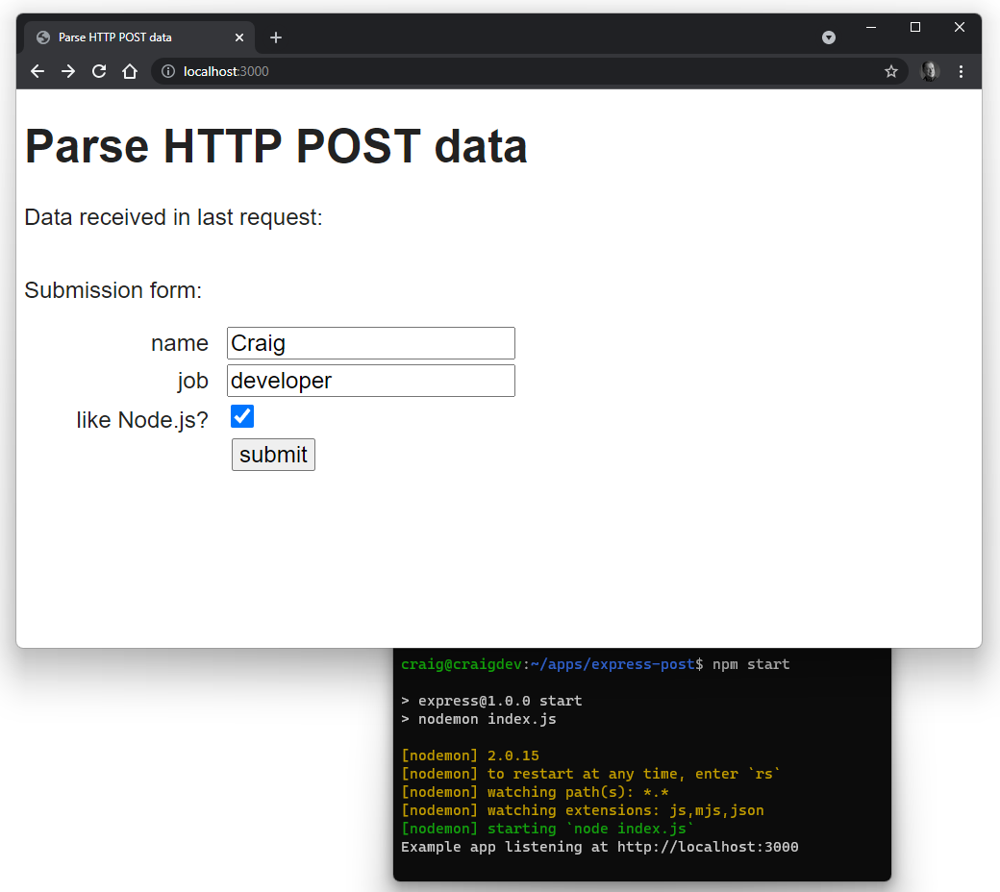 Parse HTTP POST data
localhost:3000
Parse HTTP POST data
Data received in last request:
Submission form:
name Craig
job developer
like Node.js?
submit
craig@craigdev:~/apps/express-post$ npm start
> express@1.0.0 start
> nodemon index.js
[nodemon] 2.0.15
[nodemon] to restart at any time, enter `rs`
[nodemon] watching path(s): *.*
[nodemon] watching extensions: js,mjs,json
[nodemon] starting `node index.js`
Example app listening at http://localhost:3000